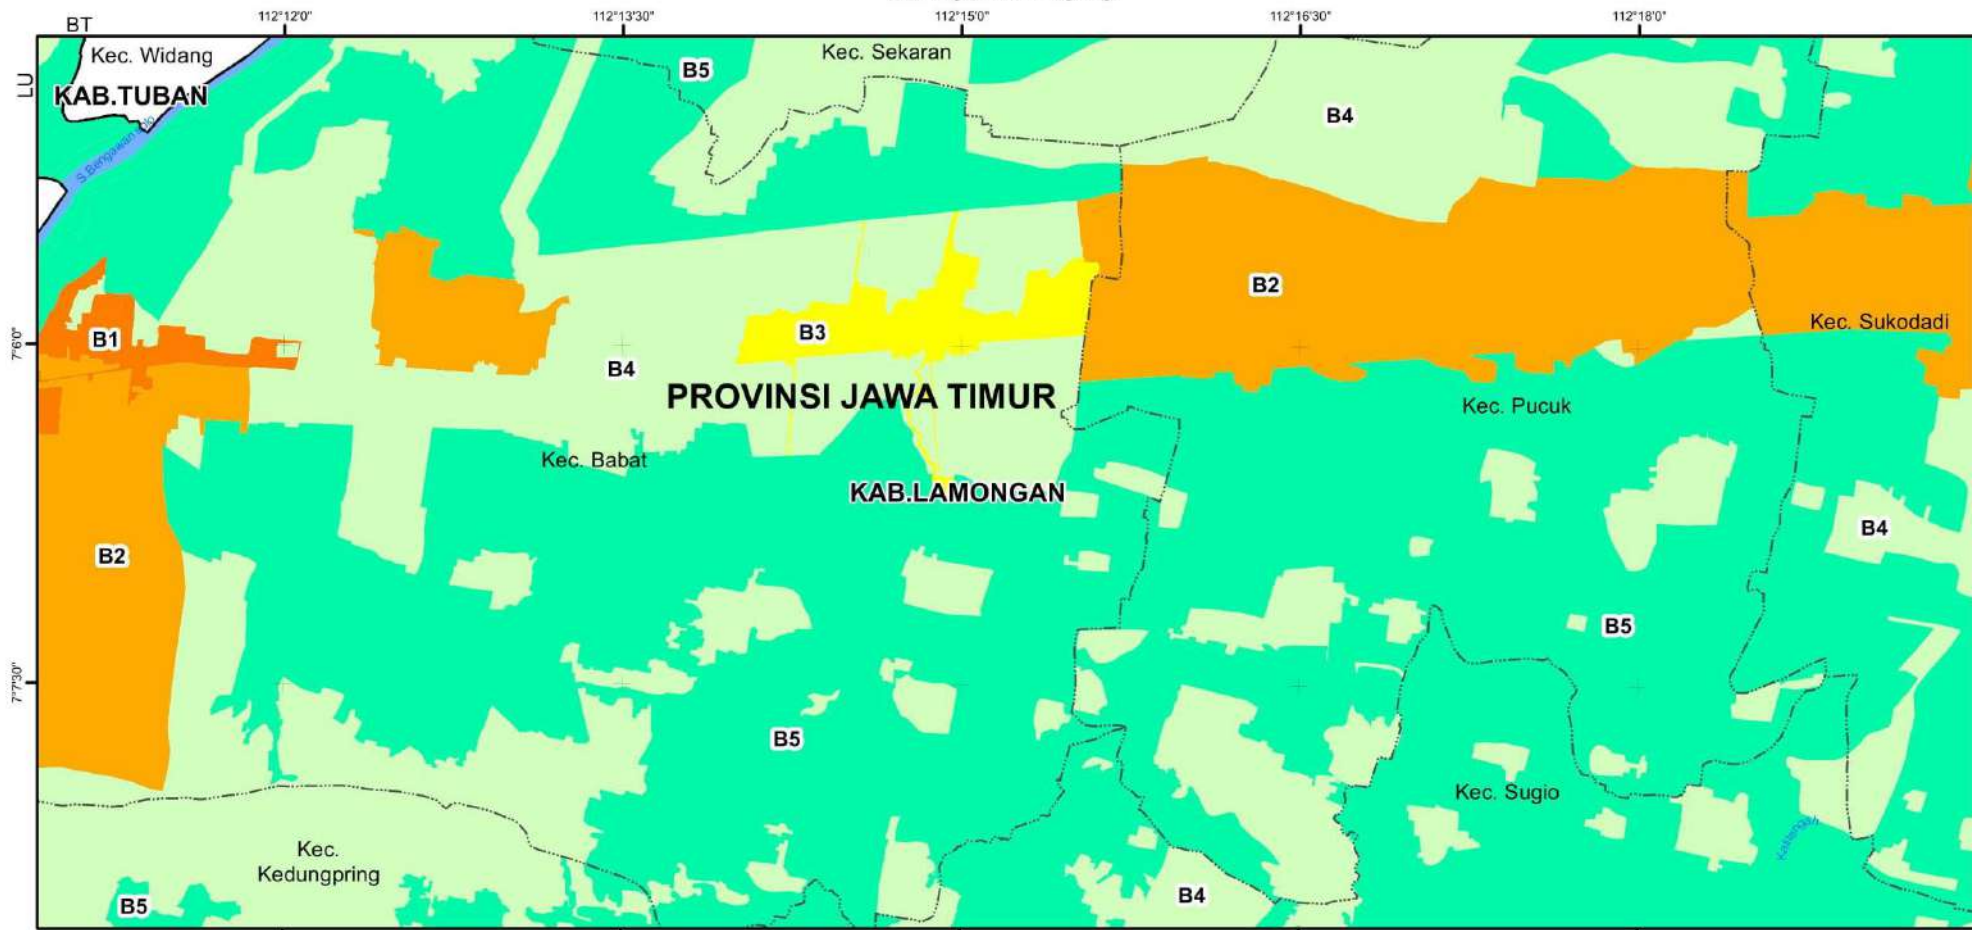 BT
112°12'0"
112°13'30"
112°15'0"
112°16'30"
112°18'0"
LU
Kec. Widang
KAB.TUBAN
B5
Kec. Sekaran
B4
B2
Kec. Sukodadi
B1
B3
7°6'0"
B4
PROVINSI JAWA TIMUR
Kec. Pucuk
Kec. Babat
KAB.LAMONGAN
B4
B2
B5
7°7'30"
B5
Kec. Sugio
Kec.
Kedungpring
B4
B5